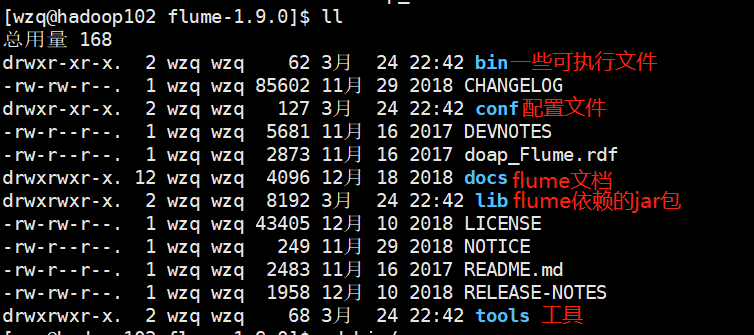 [wzq@hadoop102 flume-1.9.0]$ ll
总用量 168
drwxr-xr-x.  2 wzq wzq    62 3月  24 22:42 bin一些可执行文件
-rw-rw-r--.  1 wzq wzq 85602 11月 29 2018 CHANGELOG
drwxr-xr-x.  2 wzq wzq   127 3月  24 22:42 conf配置文件
-rw-r--r--.  1 wzq wzq  5681 11月 16 2017 DEVNOTES
-rw-r--r--.  1 wzq wzq  2873 11月 16 2017 doap_Flume.rdf
drwxrwxr-x. 12 wzq wzq  4096 12月 18 2018 docs flume文档
drwxrwxr-x.  2 wzq wzq  8192 3月  24 22:42 lib flume依赖的jar包
-rw-rw-r--.  1 wzq wzq 43405 12月 10 2018 LICENSE
-rw-r--r--.  1 wzq wzq   249 11月 29 2018 NOTICE
-rw-r--r--.  1 wzq wzq  2483 11月 16 2017 README.md
-rw-rw-r--.  1 wzq wzq  1958 12月 10 2018 RELEASE-NOTES
drwxrwxr-x.  2 wzq wzq    68 3月  24 22:42 tools 工具